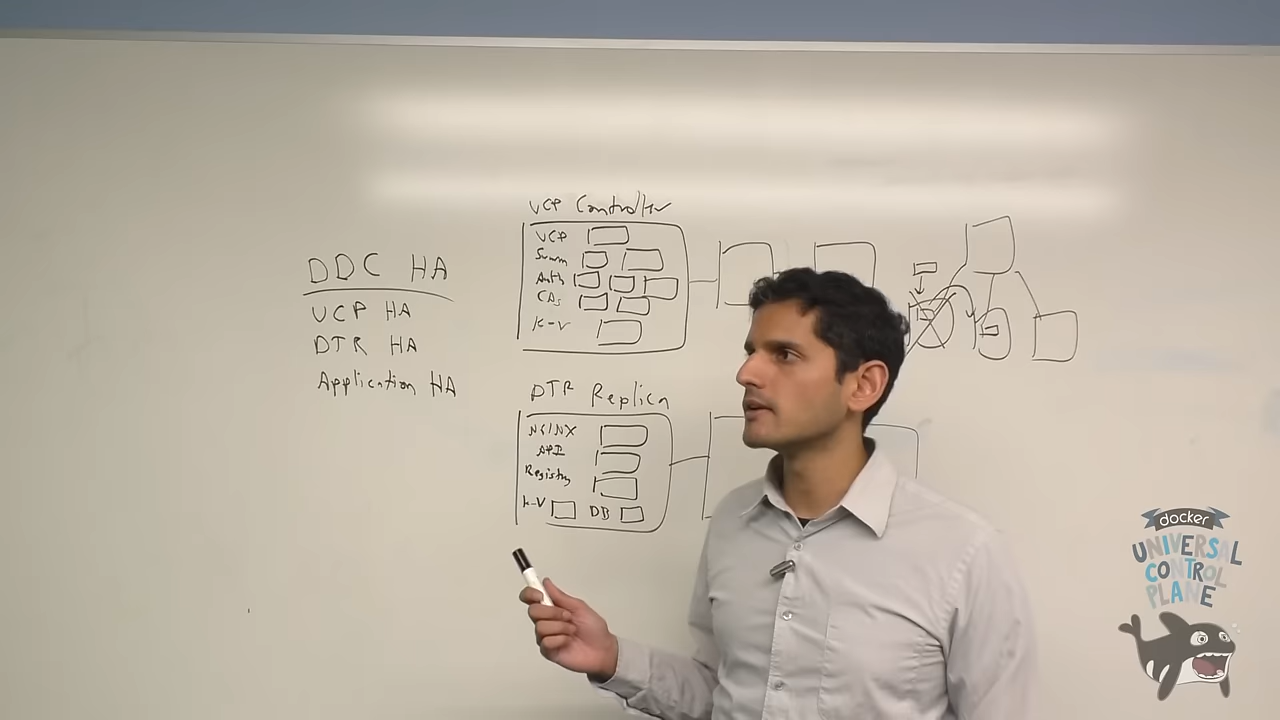 DDC HA
UCP HA
DTR HA
Application HA
UCP Controller
UCP
Swarm
Auth
CAs
K-V
DTR Replica
NGINX
API
Registry
K-V DB
docker
UNIVERSAL
CONTROL
PLANE